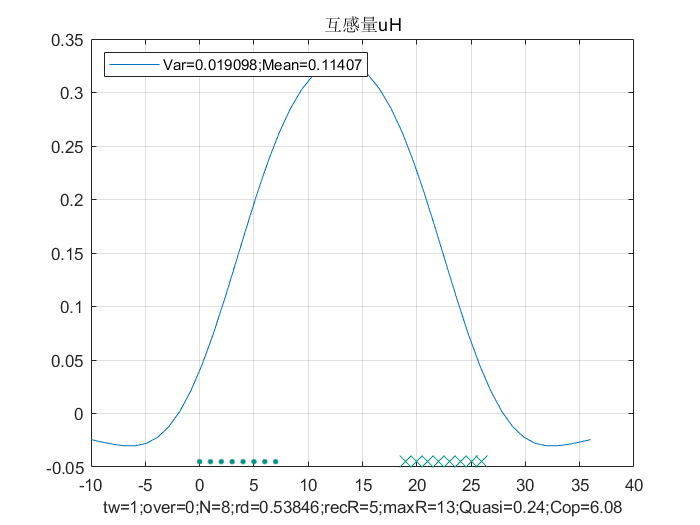 互感量uH
Var=0.019098;Mean=0.11407
0.35
0.3
0.25
0.2
0.15
0.1
0.05
0
-0.05
-10 -5 0 5 10 15 20 25 30 35 40
tw=1;over=0;N=8;rd=0.53846;recR=5;maxR=13;Quasi=0.24;Cop=6.08